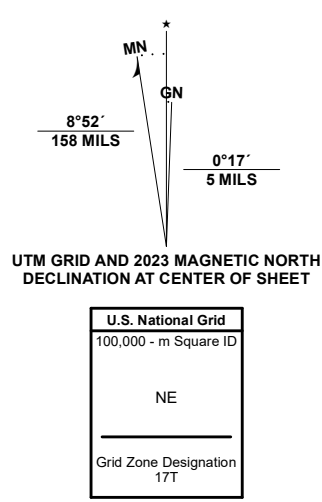 MN
GN
8°52´
158 MILS
0°17´
5 MILS
UTM GRID AND 2023 MAGNETIC NORTH
DECLINATION AT CENTER OF SHEET
U.S. National Grid
100,000 - m Square ID
NE
Grid Zone Designation
17T